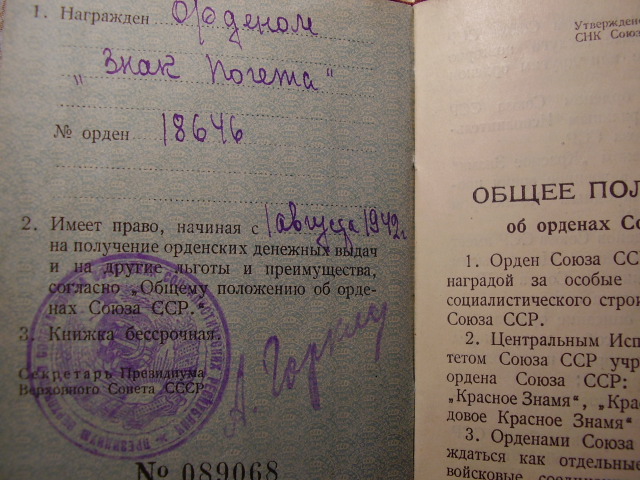 1. Награжден Орденом
„Знак Почета"
№ орден 18646
2. Имеет право, начиная с 1 августа 1942 г.
на получение орденских денежных выдач
и на другие льготы и преимущества,
согласно „Общему положению об орде-
нах Союза ССР."
3. Книжка бессрочная.
Секретарь Президиума
Верховного Совета СССР
А Горкин
№ 089068
Утвержден
СНК Союз
ОБЩЕЕ ПОЛ
об орденах Со
1. Орден Союза СС
наградой за особые
социалистического строи
Союза ССР.
2. Центральным Исп
тетом Союза ССР учр
ордена Союза ССР:
„Красное Знамя", „Крас
довое Красное Знамя"
3. Орденами Союза
ждаться как отдельные
войсковые соединен